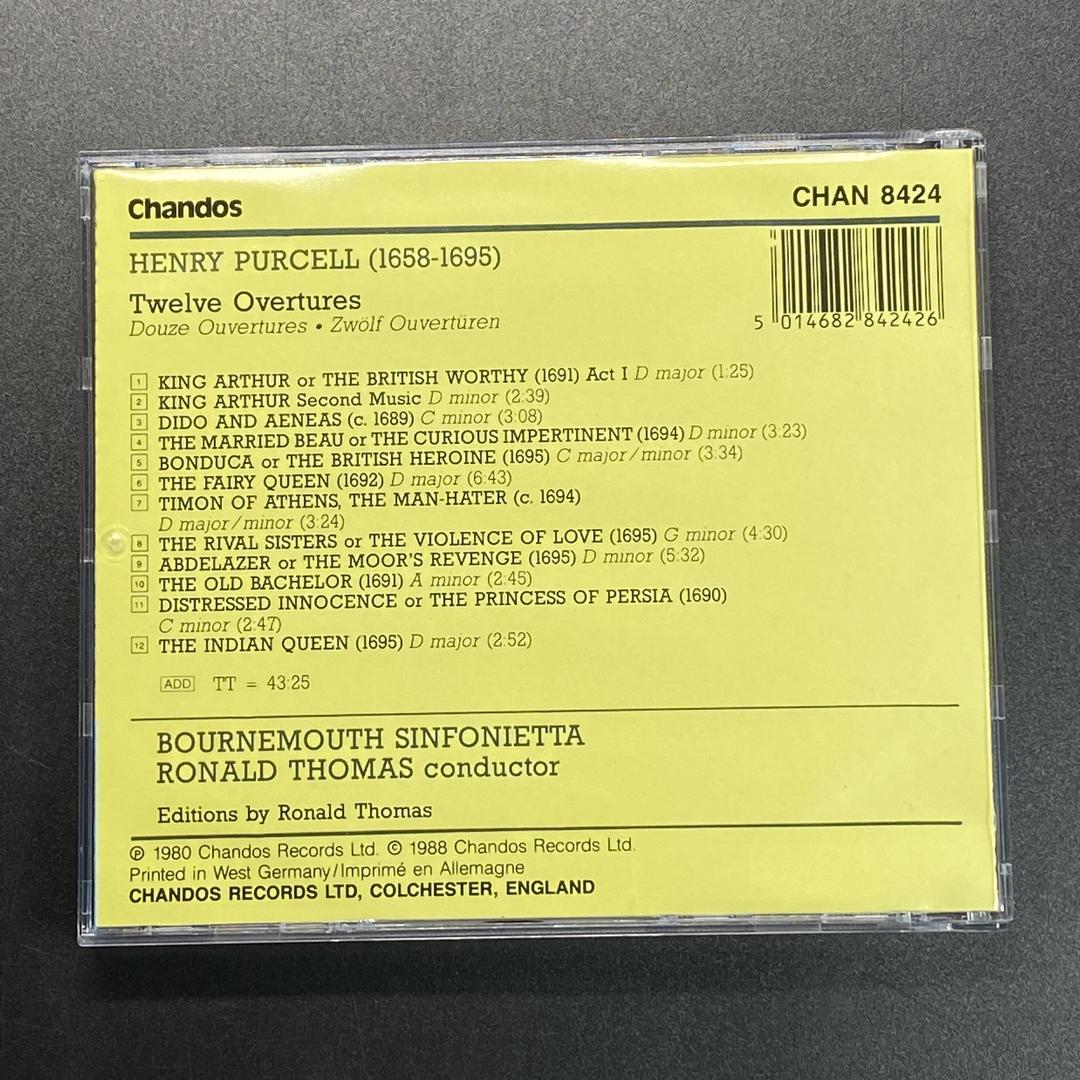 Chandos
CHAN 8424
HENRY PURCELL (1658-1695)
Twelve Overtures
Douze Ouvertures • Zwölf Ouvertüren
5 014682 842426
1 KING ARTHUR or THE BRITISH WORTHY (1691) Act I D major (1:25)
2 KING ARTHUR Second Music D minor (2:39)
3 DIDO AND AENEAS (c. 1689) C minor (3:08)
4 THE MARRIED BEAU or THE CURIOUS IMPERTINENT (1694) D minor (3:23)
5 BONDUCA or THE BRITISH HEROINE (1695) C major/minor (3:34)
6 THE FAIRY QUEEN (1692) D major (6:43)
7 TIMON OF ATHENS, THE MAN-HATER (c. 1694)
D major/minor (3:24)
8 THE RIVAL SISTERS or THE VIOLENCE OF LOVE (1695) G minor (4:30)
9 ABDELAZER or THE MOOR'S REVENGE (1695) D minor (5:32)
10 THE OLD BACHELOR (1691) A minor (2:45)
11 DISTRESSED INNOCENCE or THE PRINCESS OF PERSIA (1690)
C minor (2:47)
12 THE INDIAN QUEEN (1695) D major (2:52)
ADD TT = 43:25
BOURNEMOUTH SINFONIETTA
RONALD THOMAS conductor
Editions by Ronald Thomas
℗ 1980 Chandos Records Ltd. © 1988 Chandos Records Ltd.
Printed in West Germany/Imprimé en Allemagne
CHANDOS RECORDS LTD, COLCHESTER, ENGLAND